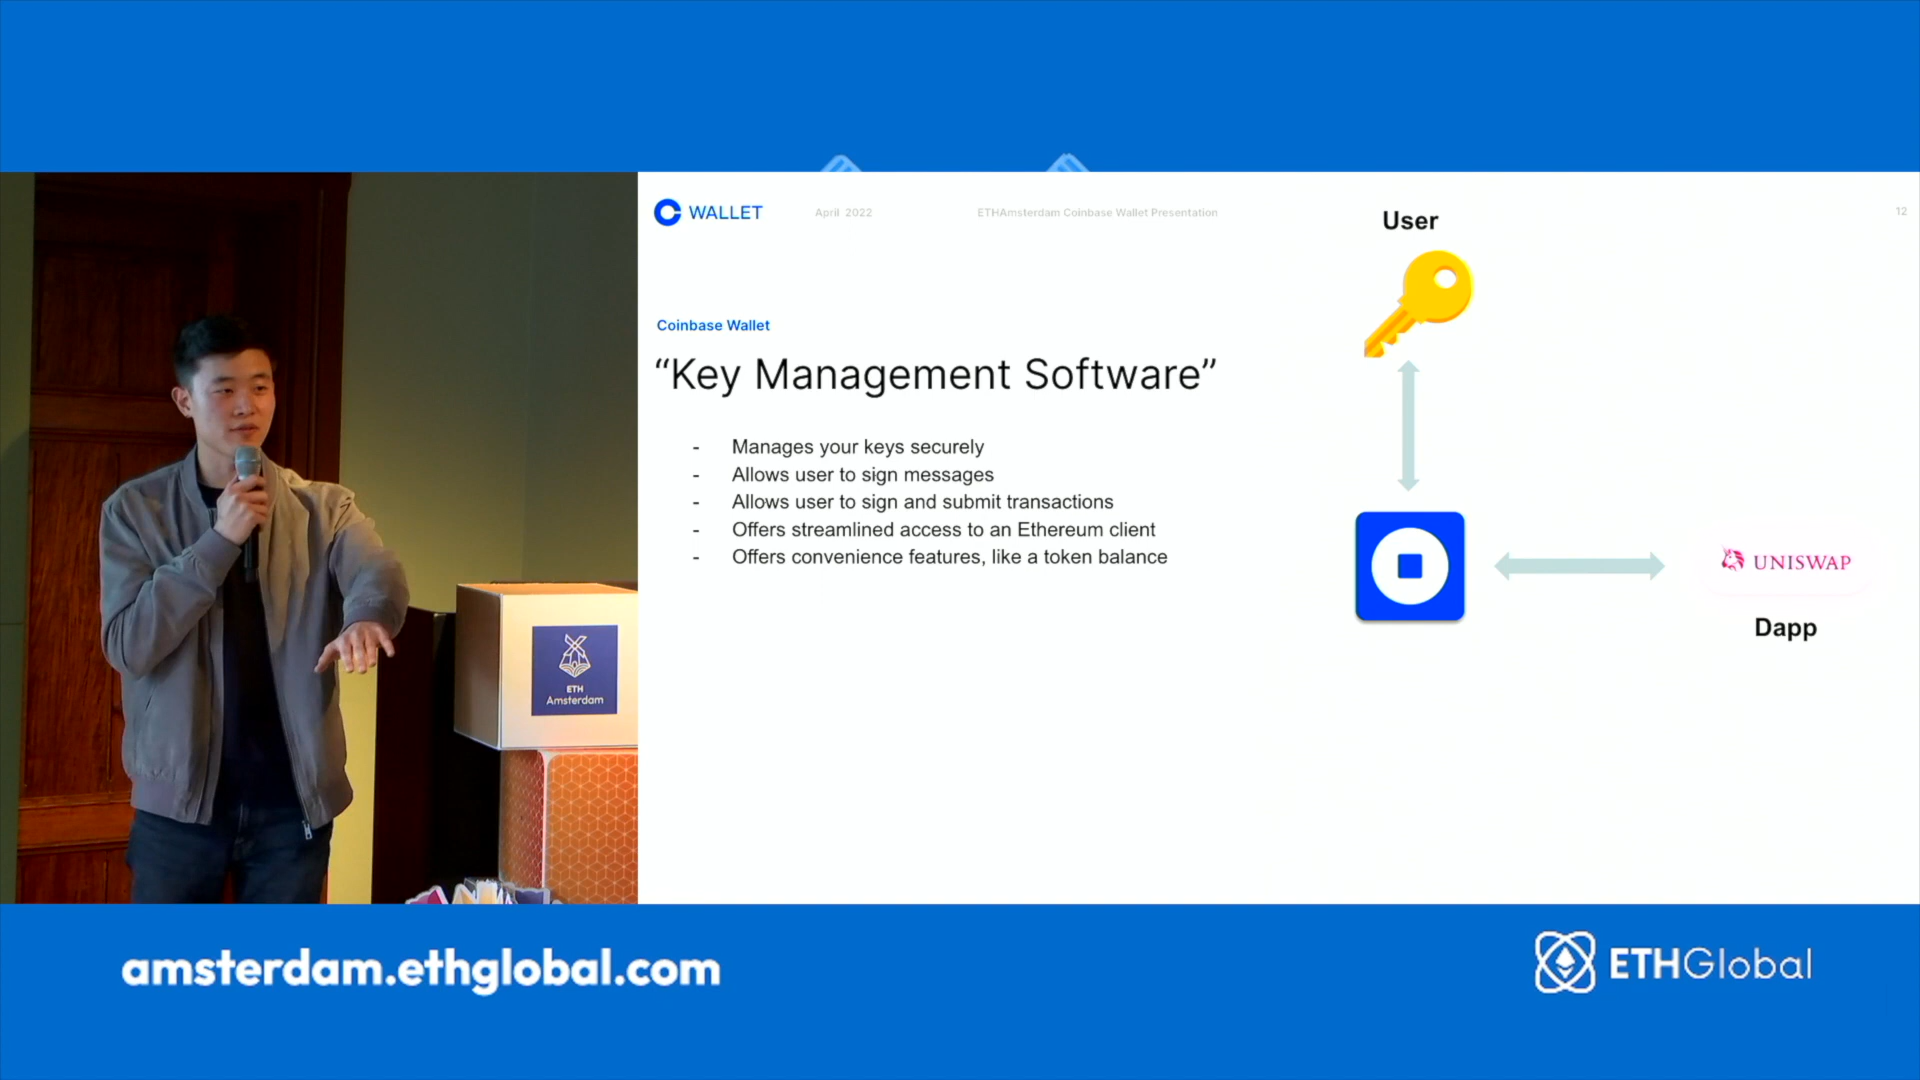 WALLET
April 2022
ETHAmsterdam Coinbase Wallet Presentation
12
Coinbase Wallet
“Key Management Software”
- Manages your keys securely
- Allows user to sign messages
- Allows user to sign and submit transactions
- Offers streamlined access to an Ethereum client
- Offers convenience features, like a token balance
User
UNISWAP
Dapp
ETH
Amsterdam
amsterdam.ethglobal.com
ETHGlobal